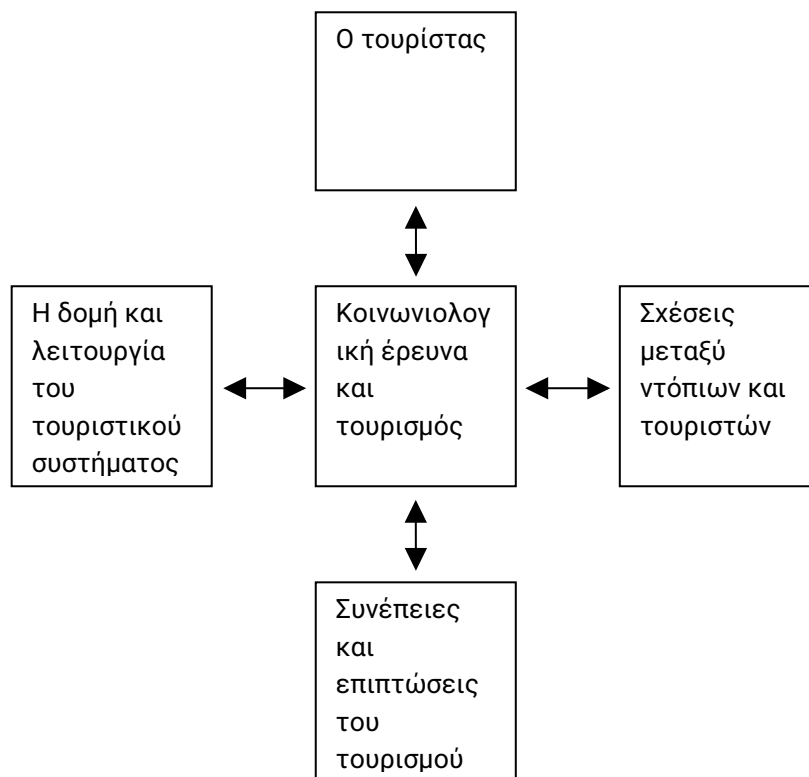 Ο τουρίστας
Η δομή και
λειτουργία
του
τουριστικού
συστήματος
Κοινωνιολογ
ική έρευνα
και
τουρισμός
Σχέσεις
μεταξύ
ντόπιων και
τουριστών
Συνέπειες
και
επιπτώσεις
του
τουρισμού